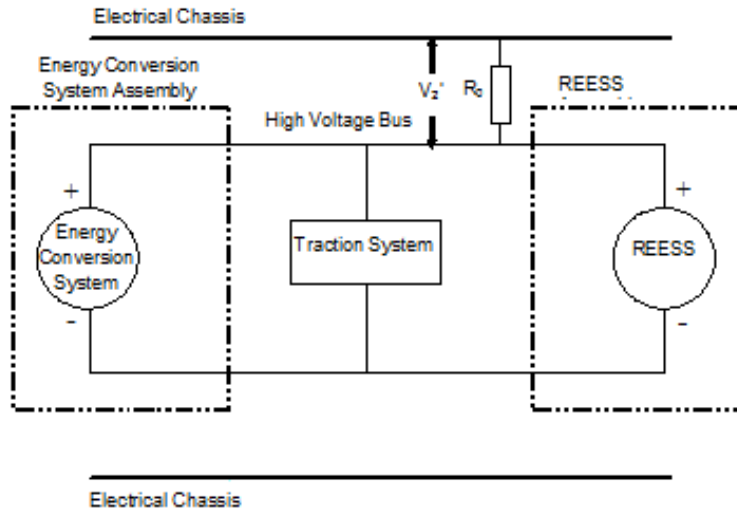 Electrical Chassis
Energy Conversion
System Assembly
V₂'
R₀
REESS
High Voltage Bus
+
+
Energy
Conversion
System
Traction System
REESS
-
-
Electrical Chassis